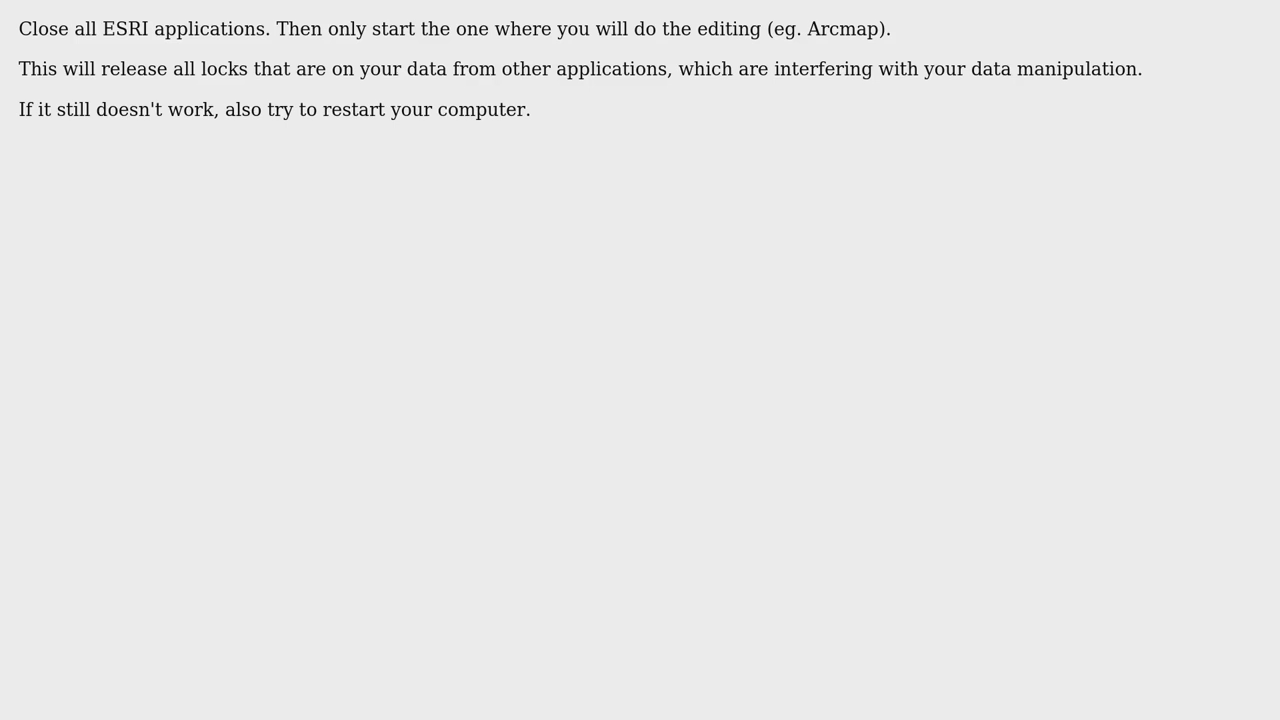 Close all ESRI applications. Then only start the one where you will do the editing (eg. Arcmap).
This will release all locks that are on your data from other applications, which are interfering with your data manipulation.
If it still doesn't work, also try to restart your computer.